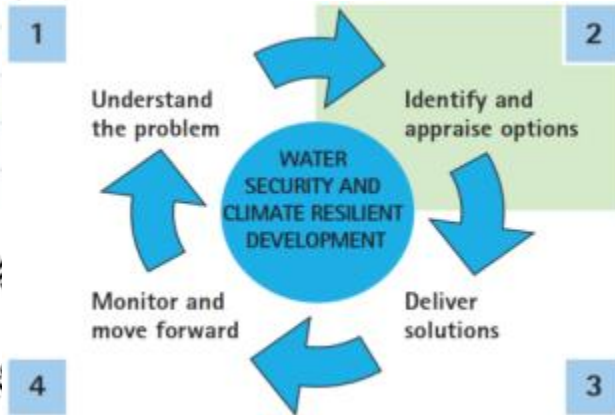 1
2
Understand
the problem
Identify and
appraise options
WATER
SECURITY AND
CLIMATE RESILIENT
DEVELOPMENT
Monitor and
move forward
Deliver
solutions
4
3